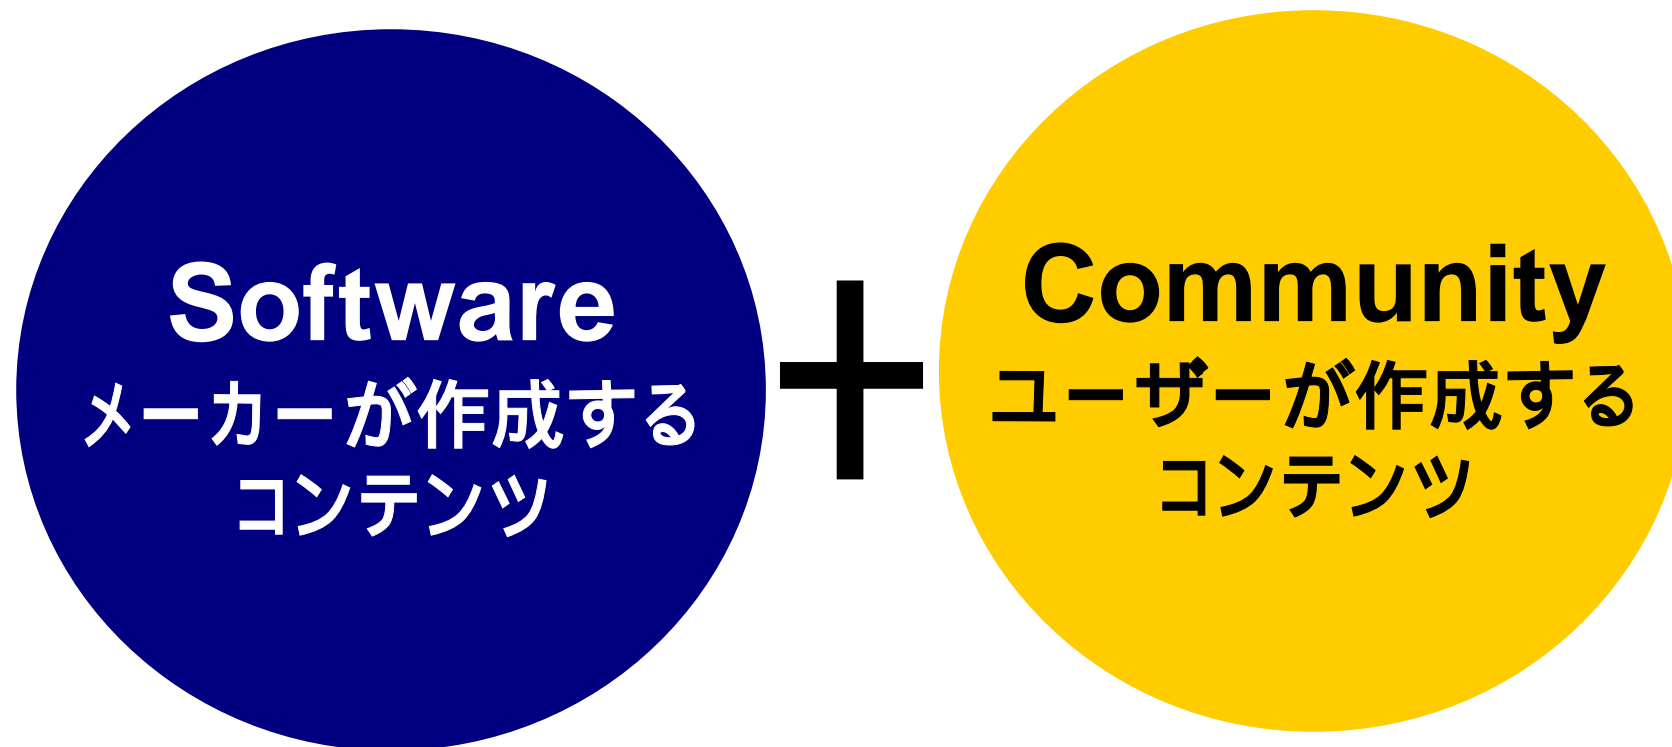 Software
メーカーが作成する
コンテンツ
+
Community
ユーザーが作成する
コンテンツ